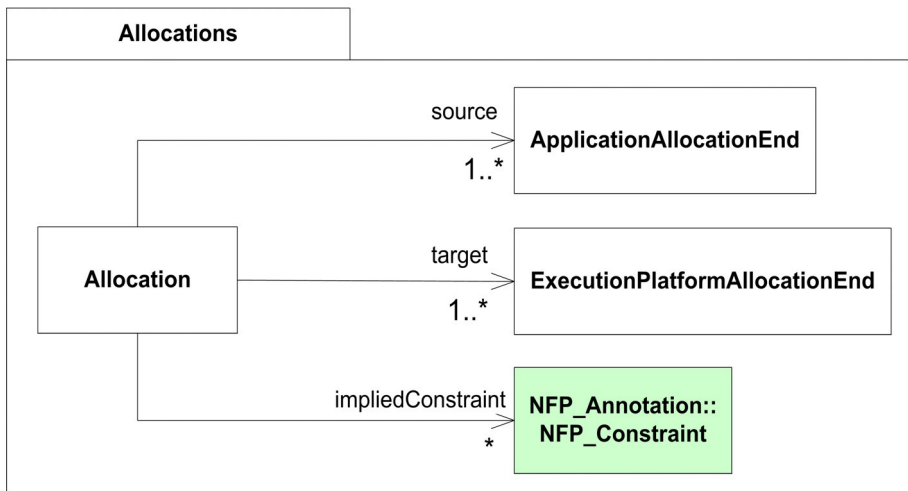 Allocations
source
ApplicationAllocationEnd
1..*
Allocation
target
ExecutionPlatformAllocationEnd
1..*
impliedConstraint
NFP_Annotation::
NFP_Constraint
*